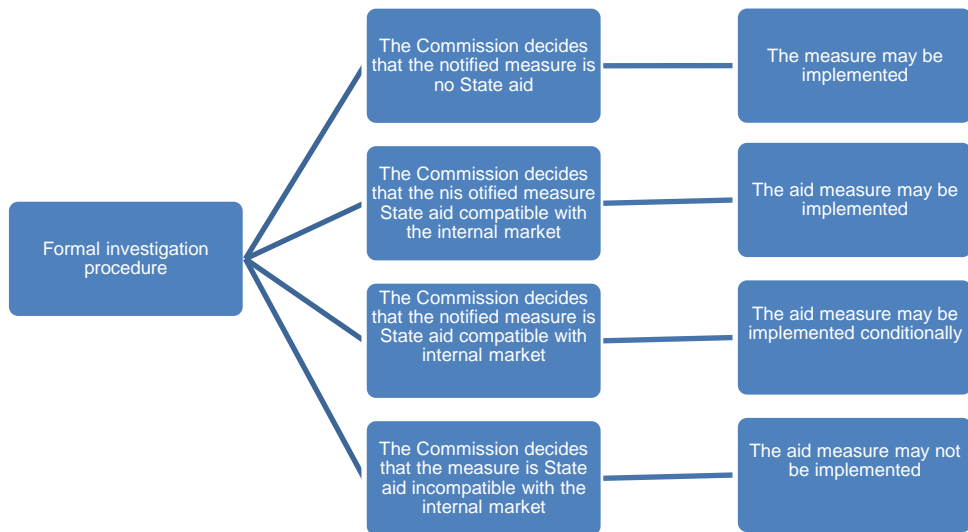 Formal investigation
procedure
The Commission decides
that the notified measure is
no State aid
The measure may be
implemented
The Commission decides
that the nis otified measure
State aid compatible with
the internal market
The aid measure may be
implemented
The Commission decides
that the notified measure is
State aid compatible with
internal market
The aid measure may be
implemented conditionally
The Commission decides
that the measure is State
aid incompatible with the
internal market
The aid measure may not
be implemented